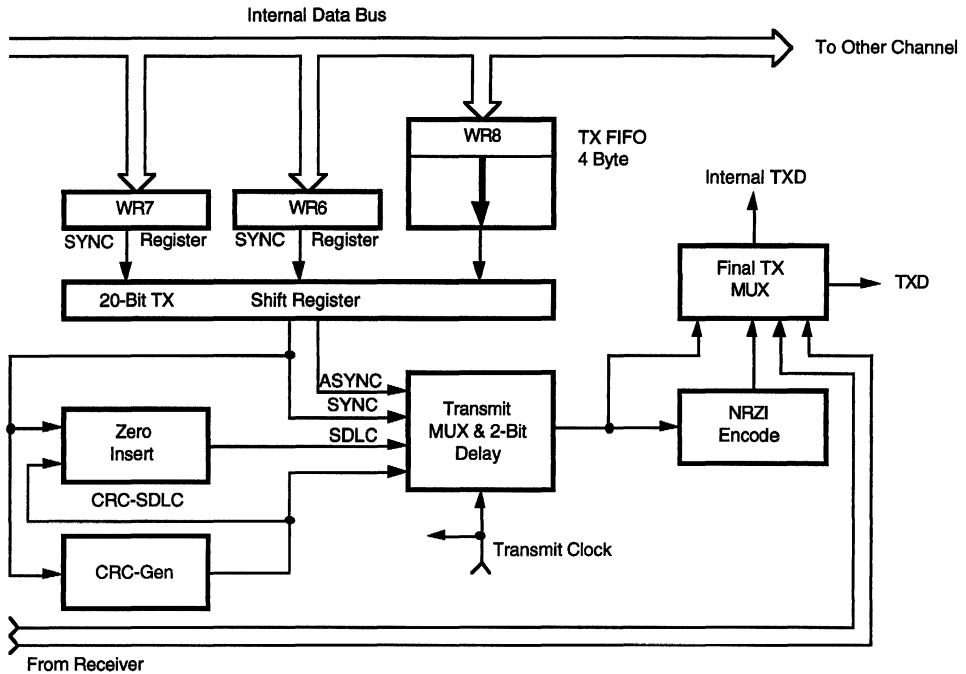 Internal Data Bus
To Other Channel
WR8
TX FIFO
4 Byte
WR7
SYNC Register
WR6
SYNC Register
Internal TXD
Final TX
MUX
TXD
20-Bit TX Shift Register
ASYNC
SYNC
SDLC
Transmit
MUX & 2-Bit
Delay
NRZI
Encode
Zero
Insert
CRC-SDLC
CRC-Gen
Transmit Clock
From Receiver